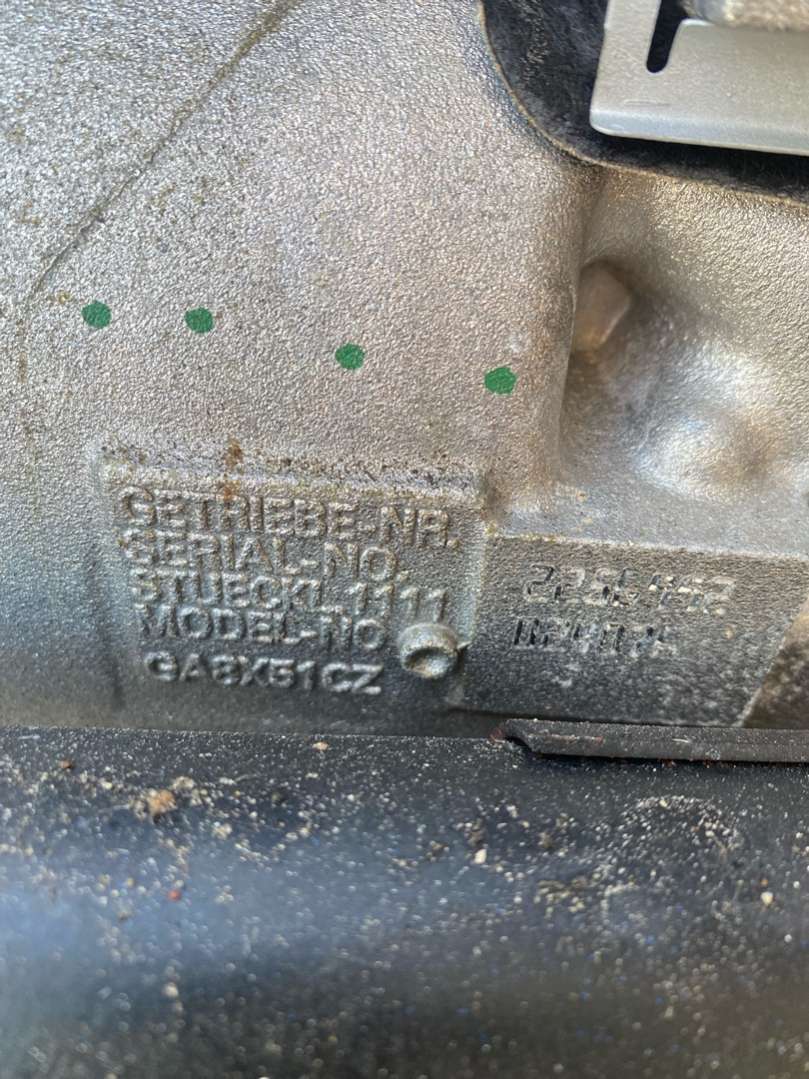 GETRIEBE-NR.
SERIAL-NO.
STUECKL.1111
MODEL-NO
GA8X51CZ